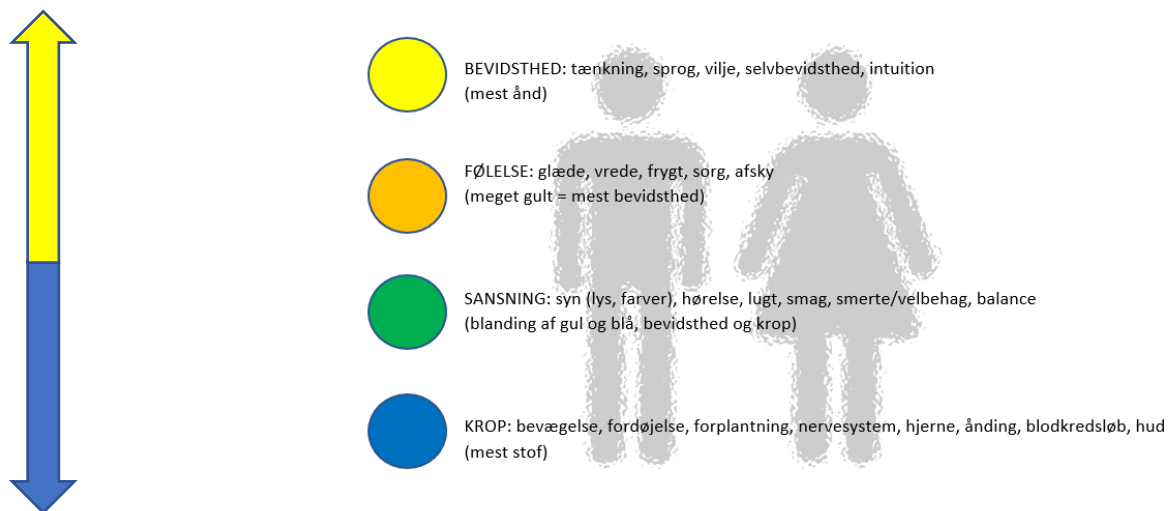 BEVIDSTHED: tænkning, sprog, vilje, selvbevidsthed, intuition
(mest ånd)
FØLELSE: glæde, vrede, frygt, sorg, afsky
(meget gult = mest bevidsthed)
SANSNING: syn (lys, farver), hørelse, lugt, smag, smerte/velbehag, balance
(blanding af gul og blå, bevidsthed og krop)
KROP: bevægelse, fordøjelse, forplantning, nervesystem, hjerne, ånding, blodkredsløb, hud
(mest stof)